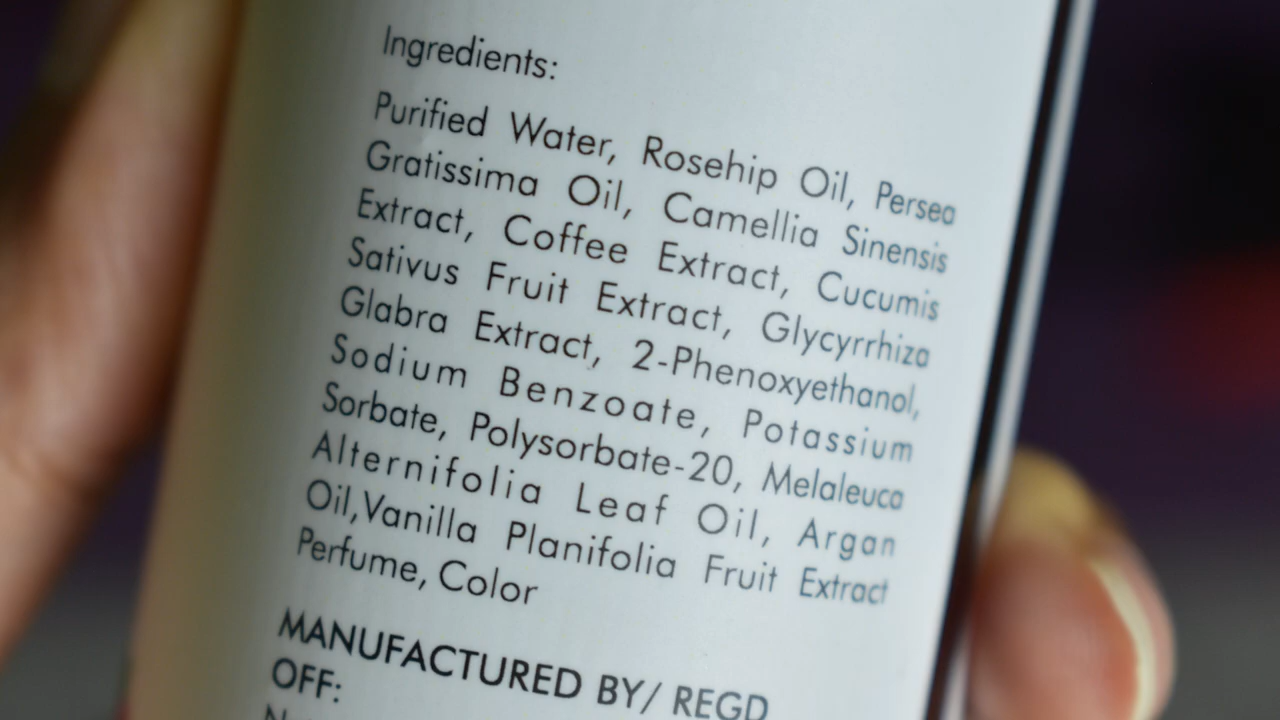 Ingredients:
Purified Water, Rosehip Oil, Persea
Gratissima Oil, Camellia Sinensis
Extract, Coffee Extract, Cucumis
Sativus Fruit Extract, Glycyrrhiza
Glabra Extract, 2-Phenoxyethanol,
Sodium Benzoate, Potassium
Sorbate, Polysorbate-20, Melaleuca
Alternifolia Leaf Oil, Argan
Oil,Vanilla Planifolia Fruit Extract
Perfume, Color
MANUFACTURED BY/ REGD
OFF: